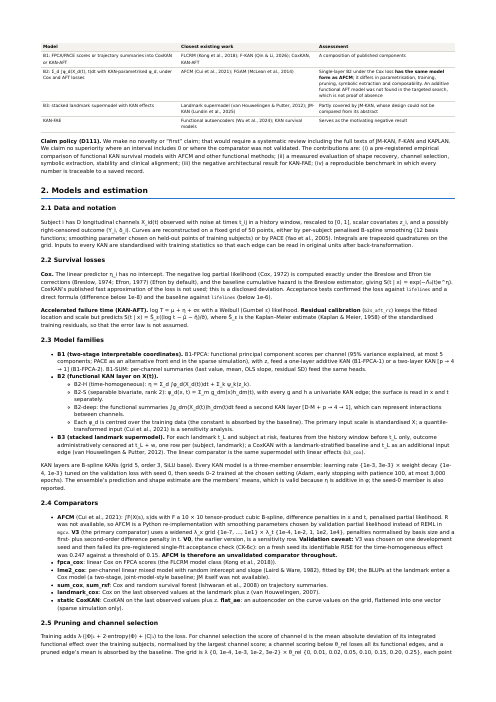 Model Closest existing work Assessment
B1: FPCA/PACE scores or trajectory summaries into CoxKAN FLCRM (Kong et al., 2018); F-KAN (Qin & Li, 2026); CoxKAN, A composition of published components
or KAN-AFT KAN-AFT
B2: Σ_d ∫φ_d(X_d(t),t)dt with KAN-parametrised φ_d, under AFCM (Cui et al., 2021); FGAM (McLean et al., 2014) Single-layer B2 under the Cox loss has the same model
Cox and AFT losses form as AFCM; it differs in parametrisation, training,
pruning, symbolic extraction and composability. An additive
functional AFT model was not found in the targeted search,
which is not proof of absence
B3: stacked landmark supermodel with KAN effects Landmark supermodel (van Houwelingen & Putter, 2012); JM- Partly covered by JM-KAN, whose design could not be
KAN (Lundin et al., 2025) compared from its abstract
KAN-FAE Functional autoencoders (Wu et al., 2024); KAN survival Serves as the motivating negative result
models
Claim policy (D111). We make no novelty or "first" claim; that would require a systematic review including the full texts of JM-KAN, F-KAN and KAPLAN.
We claim no superiority where an interval includes 0 or where the comparator was not validated. The contributions are: (i) a pre-registered empirical
comparison of functional KAN survival models with AFCM and other functional methods; (ii) a measured evaluation of shape recovery, channel selection,
symbolic extraction, stability and clinical alignment; (iii) the negative architectural result for KAN-FAE; (iv) a reproducible benchmark in which every
number is traceable to a saved record.
2. Models and estimation
2.1 Data and notation
Subject i has D longitudinal channels X_id(t) observed with noise at times t_ij in a history window, rescaled to [0, 1], scalar covariates z_i, and a possibly
right-censored outcome (Y_i, δ_i). Curves are reconstructed on a fixed grid of 50 points, either by per-subject penalised B-spline smoothing (12 basis
functions; smoothing parameter chosen on held-out points of training subjects) or by PACE (Yao et al., 2005). Integrals are trapezoid quadratures on the
grid. Inputs to every KAN are standardised with training statistics so that each edge can be read in original units after back-transformation.
2.2 Survival losses
Cox. The linear predictor η_i has no intercept. The negative log partial likelihood (Cox, 1972) is computed exactly under the Breslow and Efron tie
corrections (Breslow, 1974; Efron, 1977) (Efron by default), and the baseline cumulative hazard is the Breslow estimator, giving S(t | x) = exp(−Λ₀(t)e^η).
CoxKAN's published fast approximation of the loss is not used; this is a disclosed deviation. Acceptance tests confirmed the loss against lifelines and a
direct formula (difference below 1e-8) and the baseline against lifelines (below 1e-6).
Accelerated failure time (KAN-AFT). log T = μ + η + σε with a Weibull (Gumbel) likelihood. Residual calibration (b2s_aft_rc) keeps the fitted
location and scale but predicts S(t | x) = Ŝ_ε((log t − μ̂ − η̂)/σ̂), where Ŝ_ε is the Kaplan–Meier estimate (Kaplan & Meier, 1958) of the standardised
training residuals, so that the error law is not assumed.
2.3 Model families
• B1 (two-stage interpretable coordinates). B1-FPCA: functional principal component scores per channel (95% variance explained, at most 5
components; PACE as an alternative front end in the sparse simulation), with z, feed a one-layer additive KAN (B1-FPCA-1) or a two-layer KAN [p → 4
→ 1] (B1-FPCA-2). B1-SUM: per-channel summaries (last value, mean, OLS slope, residual SD) feed the same heads.
• B2 (functional KAN layer on X(t)).
◦ B2-H (time-homogeneous): η = Σ_d ∫φ_d(X_d(t))dt + Σ_k ψ_k(z_k).
◦ B2-S (separable bivariate, rank 2): φ_d(x, t) = Σ_m g_dm(x)h_dm(t), with every g and h a univariate KAN edge; the surface is read in x and t
separately.
◦ B2-deep: the functional summaries ∫g_dm(X_d(t))h_dm(t)dt feed a second KAN layer [D·M + p → 4 → 1], which can represent interactions
between channels.
◦ Each φ_d is centred over the training data (the constant is absorbed by the baseline). The primary input scale is standardised X; a quantile-
transformed input (Cui et al., 2021) is a sensitivity analysis.
• B3 (stacked landmark supermodel). For each landmark t_L and subject at risk, features from the history window before t_L only, outcome
administratively censored at t_L + w, one row per (subject, landmark); a CoxKAN with a landmark-stratified baseline and t_L as an additional input
edge (van Houwelingen & Putter, 2012). The linear comparator is the same supermodel with linear effects (b2_cox).
KAN layers are B-spline KANs (grid 5, order 3, SiLU base). Every KAN model is a three-member ensemble: learning rate {1e-3, 3e-3} × weight decay {1e-
4, 1e-3} tuned on the validation loss with seed 0, then seeds 0–2 trained at the chosen setting (Adam, early stopping with patience 100, at most 3,000
epochs). The ensemble's prediction and shape estimate are the members' means, which is valid because η is additive in φ; the seed-0 member is also
reported.
2.4 Comparators
• AFCM (Cui et al., 2021): ∫F(X(s), s)ds with F a 10 × 10 tensor-product cubic B-spline, difference penalties in x and t, penalised partial likelihood. R
was not available, so AFCM is a Python re-implementation with smoothing parameters chosen by validation partial likelihood instead of REML in
mgcv. V3 (the primary comparator) uses a widened λ_x grid {1e-7, ..., 1e1} × λ_t {1e-4, 1e-2, 1, 1e2, 1e4}, penalties normalised by basis size and a
first- plus second-order difference penalty in t. V0, the narrower version, is a sensitivity row. Validation caveat: V3 was chosen on one development
seed and then failed its pre-registered single-fit acceptance check (CK-6c): on a fresh seed its identifiable RISE for the time-homogeneous effect
was 0.247 against a threshold of 0.15. AFCM is therefore an unvalidated comparator throughout.
• fpca_cox: linear Cox on FPCA scores (the FLCRM model class (Kong et al., 2018)).
• lme2_cox: per-channel linear mixed models with random intercept and slope (Laird & Ware, 1982), fitted by EM; the BLUPs at the landmark enter a
Cox model (a two-stage, joint-model-style baseline; JM itself was not available).
• sum_cox, sum_rsf: Cox and random survival forest (Ishwaran et al., 2008) on trajectory summaries.
• landmark_cox: Cox on the last observed values at the landmark plus z (van Houwelingen, 2007).
• static CoxKAN: CoxKAN on the last observed values plus z. flat_ae: an autoencoder on the curve values on the grid, flattened into one vector
(sparse simulation only).
2.5 Pruning and channel selection
Training adds λ·(|Φ|₁ + 2·entropy(Φ) + |C|₁) to the loss. For channel selection the score of channel d is the mean absolute deviation of its integrated
functional effect over the training subjects, normalised by the largest channel score; a channel scoring below θ_rel loses all its functional edges, and a
pruned edge's mean is absorbed by the baseline. The grid is λ {0, 1e-4, 1e-3, 1e-2, 3e-2} × θ_rel {0, 0.01, 0.02, 0.05, 0.10, 0.15, 0.20, 0.25}, each point